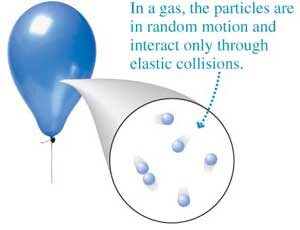 In a gas, the particles are
in random motion and
interact only through
elastic collisions.